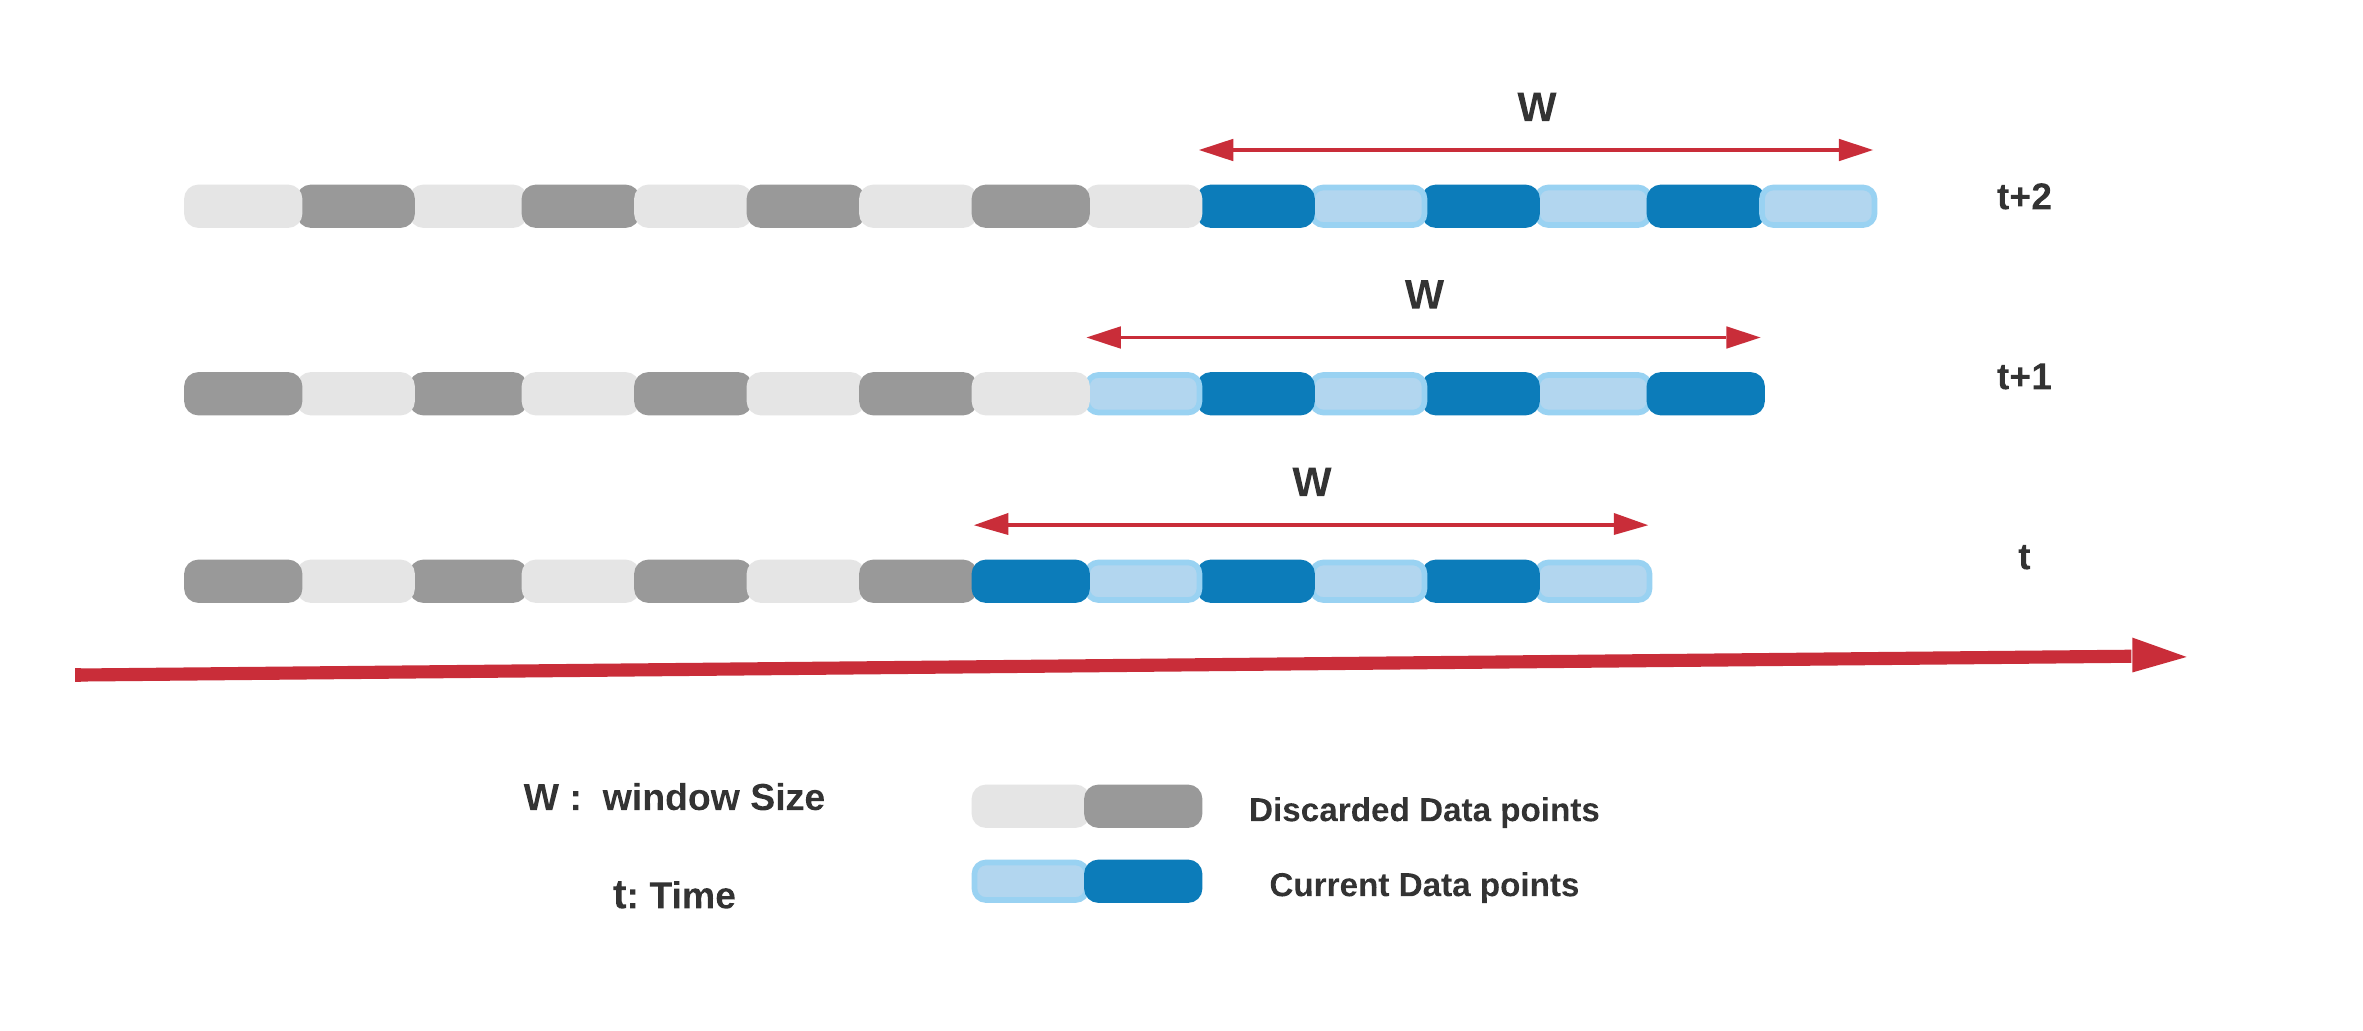 W
t+2
W
t+1
W
t
W :  window Size
Discarded Data points
Current Data points
t: Time